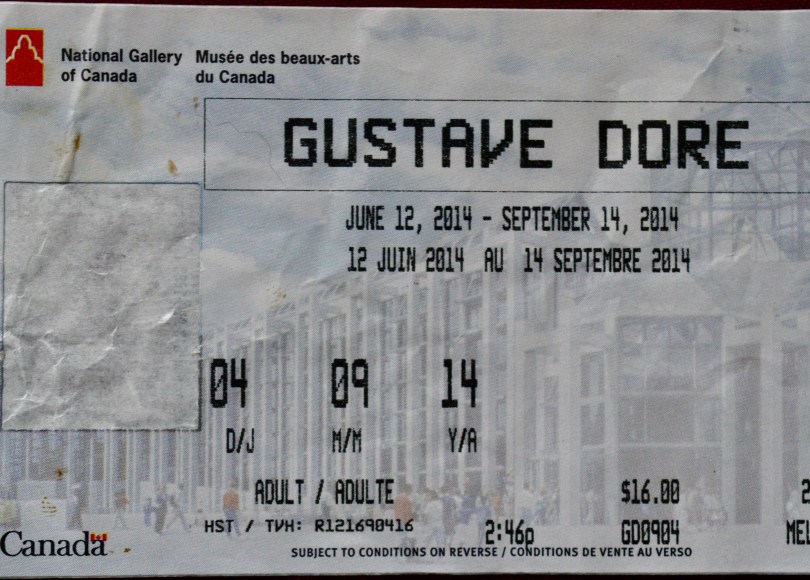 National Gallery Musée des beaux-arts
of Canada du Canada
GUSTAVE DORE
JUNE 12, 2014 - SEPTEMBER 14, 2014
12 JUIN 2014 AU 14 SEPTEMBRE 2014
04 09 14
D/J M/M Y/A
ADULT / ADULTE $16.00
HST / TVH: R121690416 2:46p GD0904
Canada SUBJECT TO CONDITIONS ON REVERSE / CONDITIONS DE VENTE AU VERSO